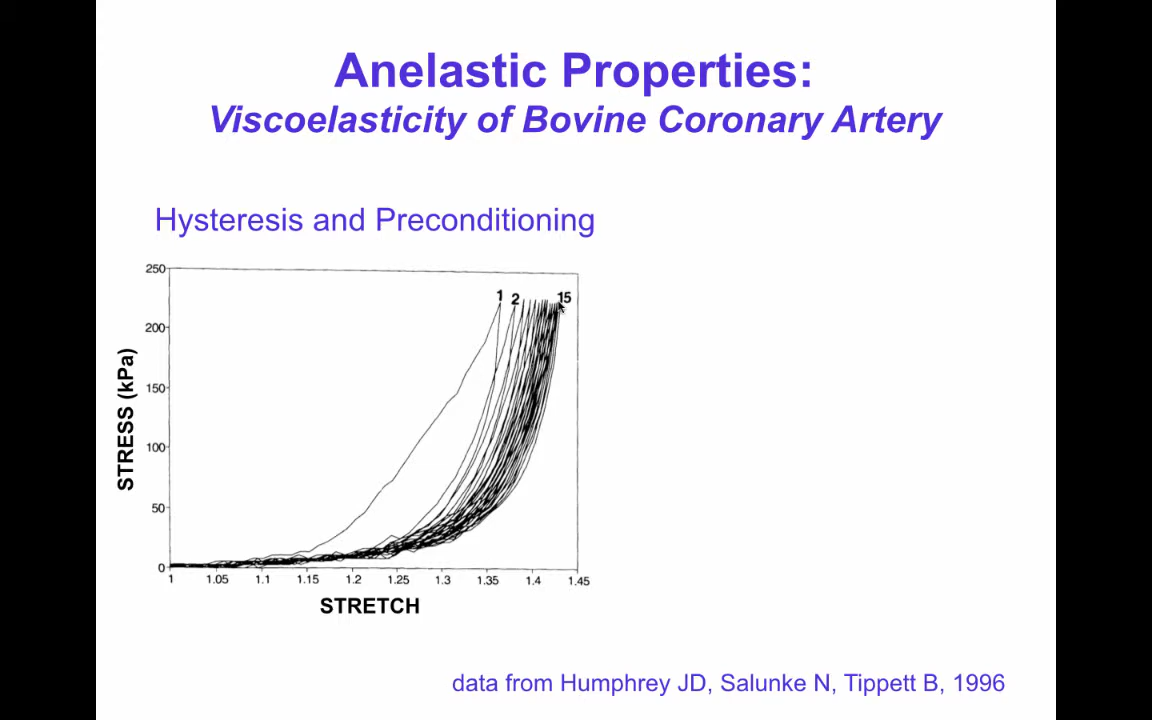 Anelastic Properties:
Viscoelasticity of Bovine Coronary Artery
Hysteresis and Preconditioning
250
200
150
100
50
0
STRESS (kPa)
1 2 15
1 1.05 1.1 1.15 1.2 1.25 1.3 1.35 1.4 1.45
STRETCH
data from Humphrey JD, Salunke N, Tippett B, 1996